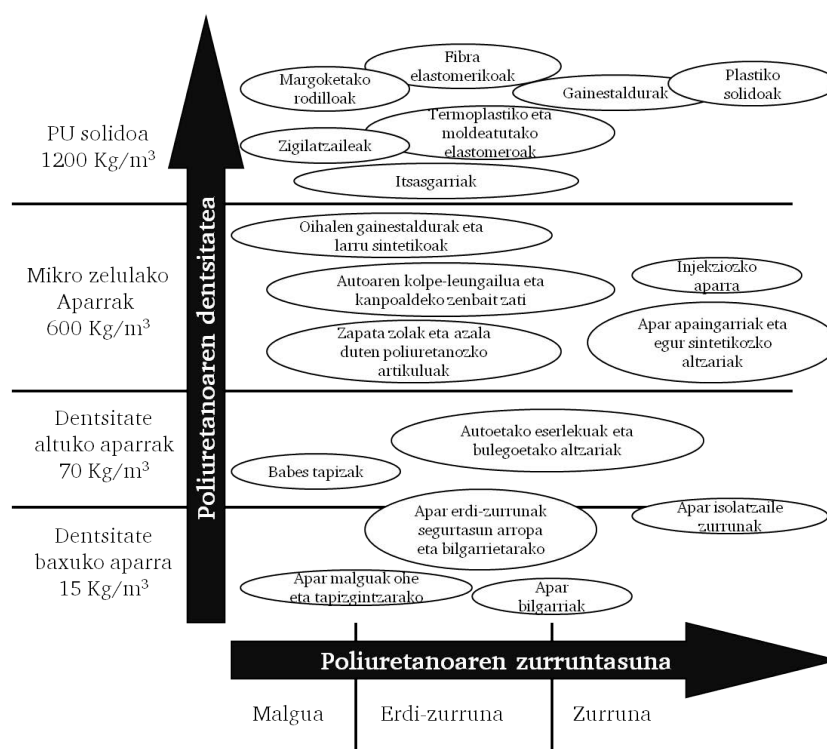 Fibra
elastomerikoak
Margoketako
rodilloak
Plastiko
solidoak
Gainestaldurak
PU solidoa
1200 Kg/m³
Termoplastiko eta
moldeatutako
elastomeroak
Zigilatzaileak
Itsasgarriak
Mikro zelulako
Aparrak
600 Kg/m³
Oihalen gainestaldurak eta
larru sintetikoak
Autoaren kolpe-leungailua eta
kanpoaldeko zenbait zati
Injekziozko
aparra
Zapata zolak eta azala
duten poliuretanozko
artikuluak
Apar apaingarriak eta
egur sintetikozko
altzariak
Dentsitate
altuko aparrak
70 Kg/m³
Autoetako eserlekuak eta
bulegoetako altzariak
Babes tapizak
Dentsitate
baxuko aparra
15 Kg/m³
Apar erdi-zurrunak
segurtasun arropa
eta bilgarrietarako
Apar isolatzaile
zurrunak
Apar malguak ohe
eta tapizgintzarako
Apar
bilgarriak
Poliuretanoaren dentsitatea
Poliuretanoaren zurruntasuna
Malgua
Erdi-zurruna
Zurruna